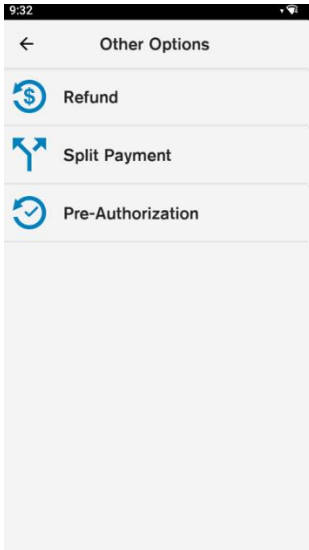 9:32
Other Options
Refund
Split Payment
Pre-Authorization